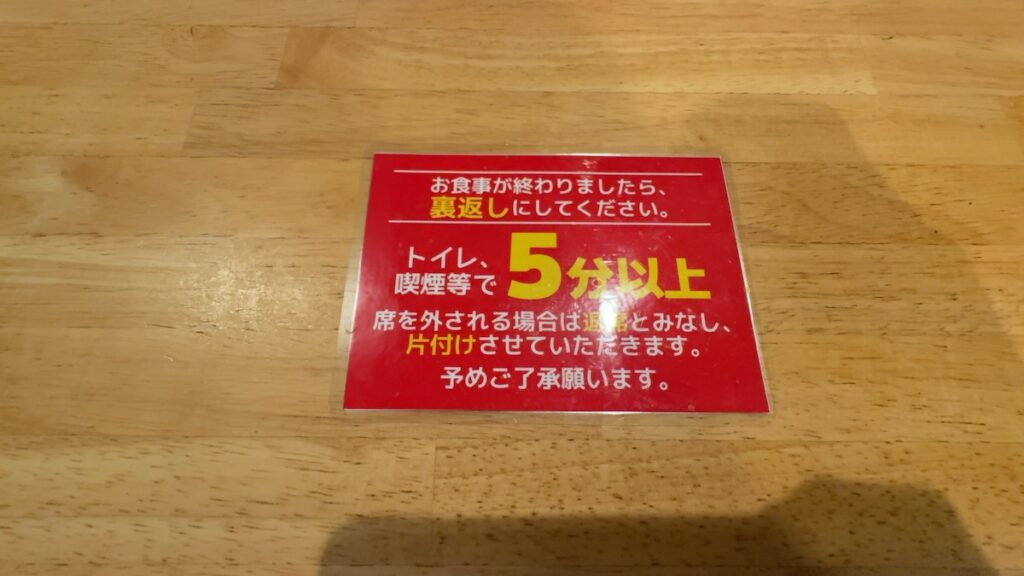 お食事が終わりましたら、
裏返しにしてください。
トイレ、
喫煙等で
5分以上
席を外される場合は退席とみなし、
片付けさせていただきます。
予めご了承願います。